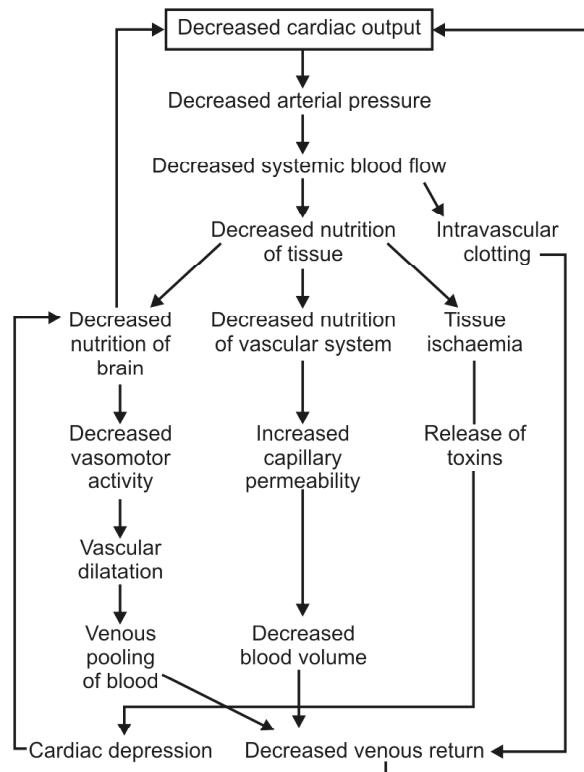 Decreased cardiac output
Decreased arterial pressure
Decreased systemic blood flow
Decreased nutrition
of tissue
Intravascular
clotting
Decreased
nutrition of
brain
Decreased nutrition
of vascular system
Tissue
ischaemia
Decreased
vasomotor
activity
Increased
capillary
permeability
Release of
toxins
Vascular
dilatation
Venous
pooling
of blood
Decreased
blood volume
Cardiac depression
Decreased venous return